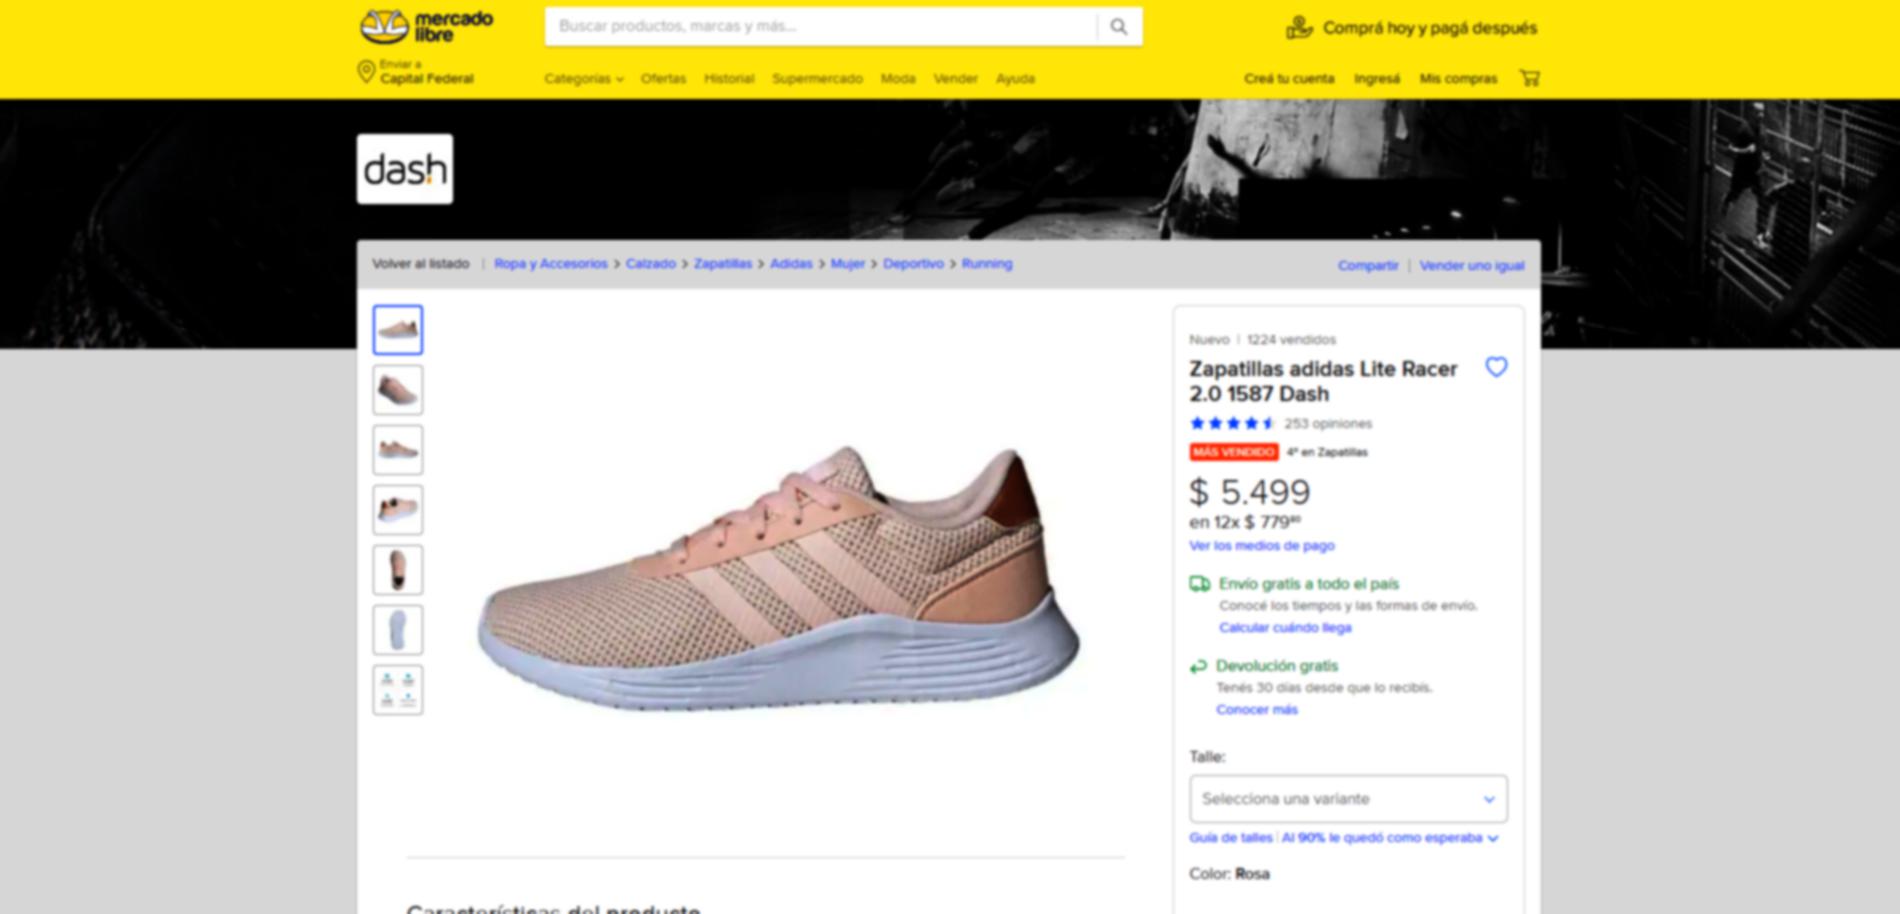 mercado
libre
Buscar productos, marcas y más...
Comprá hoy y pagá después
Enviar a
Capital Federal
Categorías Ofertas Historial Supermercado Moda Vender Ayuda
Creá tu cuenta Ingresá Mis compras
dash
Volver al listado | Ropa y Accesorios > Calzado > Zapatillas > Adidas > Mujer > Deportivo > Running
Compartir | Vender uno igual
Nuevo | 1224 vendidos
Zapatillas adidas Lite Racer
2.0 1587 Dash
253 opiniones
MÁS VENDIDO 4º en Zapatillas
$ 5.499
en 12x $ 779
Ver los medios de pago
Envío gratis a todo el país
Conocé los tiempos y las formas de envío.
Calcular cuándo llega
Devolución gratis
Tenés 30 días desde que lo recibís.
Conocer más
Talle:
Selecciona una variante
Guía de talles | Al 90% le quedó como esperaba
Color: Rosa
Características del producto